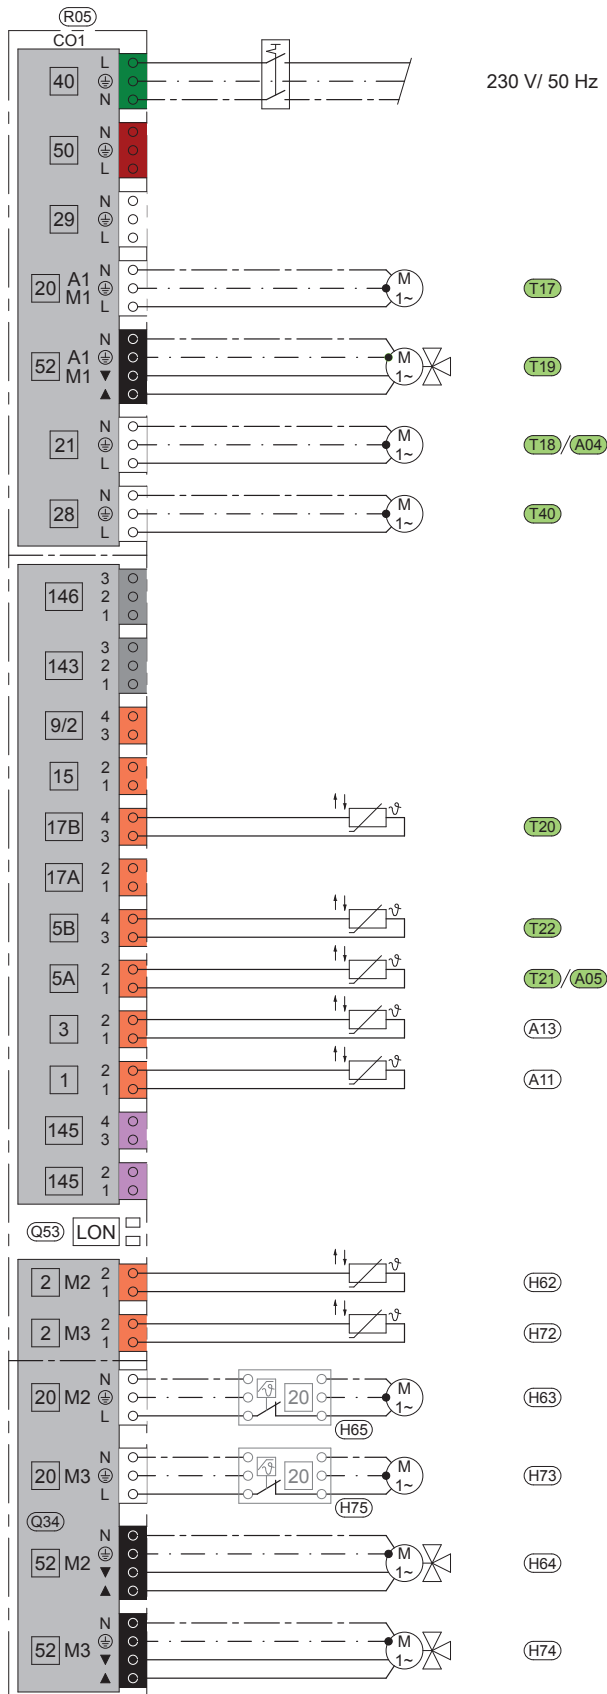 R05
CO1
L
40
N
230 V/ 50 Hz
N
50
L
N
29
L
N
20 A1 M1
L
M
1~
T17
N
52 A1 M1
▼
▲
M
1~
T19
N
21
L
M
1~
T18/A04
N
28
L
M
1~
T40
3
146 2
1
3
143 2
1
9/2 4
3
15 2
1
17B 4
3
ϑ
T20
17A 2
1
5B 4
3
ϑ
T22
5A 2
1
ϑ
T21/A05
3 2
1
ϑ
A13
1 2
1
ϑ
A11
145 4
3
145 2
1
Q53 LON
2 M2 2
1
ϑ
H62
2 M3 2
1
ϑ
H72
N
20 M2
L
ϑ 20
H65
M
1~
H63
N
20 M3
L
ϑ 20
H75
M
1~
H73
Q34
N
52 M2
▼
▲
M
1~
H64
N
52 M3
▼
▲
M
1~
H74